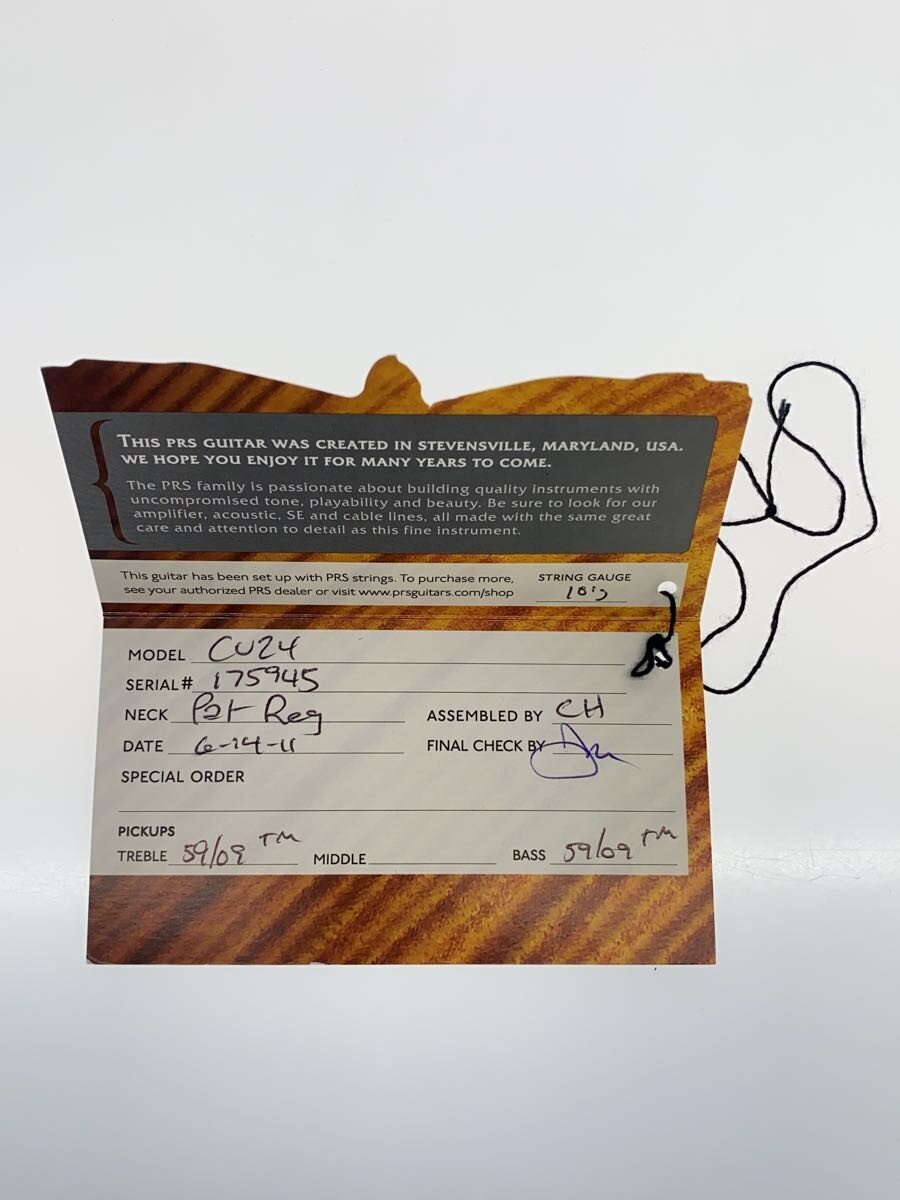 THIS PRS GUITAR WAS CREATED IN STEVENSVILLE, MARYLAND, USA.
WE HOPE YOU ENJOY IT FOR MANY YEARS TO COME.
The PRS family is passionate about building quality instruments with
uncompromised tone, playability and beauty. Be sure to look for our
amplifier, acoustic, SE and cable lines, all made with the same great
care and attention to detail as this fine instrument.
This guitar has been set up with PRS strings. To purchase more,
see your authorized PRS dealer or visit www.prsguitars.com/shop
STRING GAUGE
10's
MODEL CU24
SERIAL# 175945
NECK Pat Reg
ASSEMBLED BY CH
DATE 6-14-11
FINAL CHECK BY
SPECIAL ORDER
PICKUPS
TREBLE 59/09 TM
MIDDLE
BASS 59/09 TM